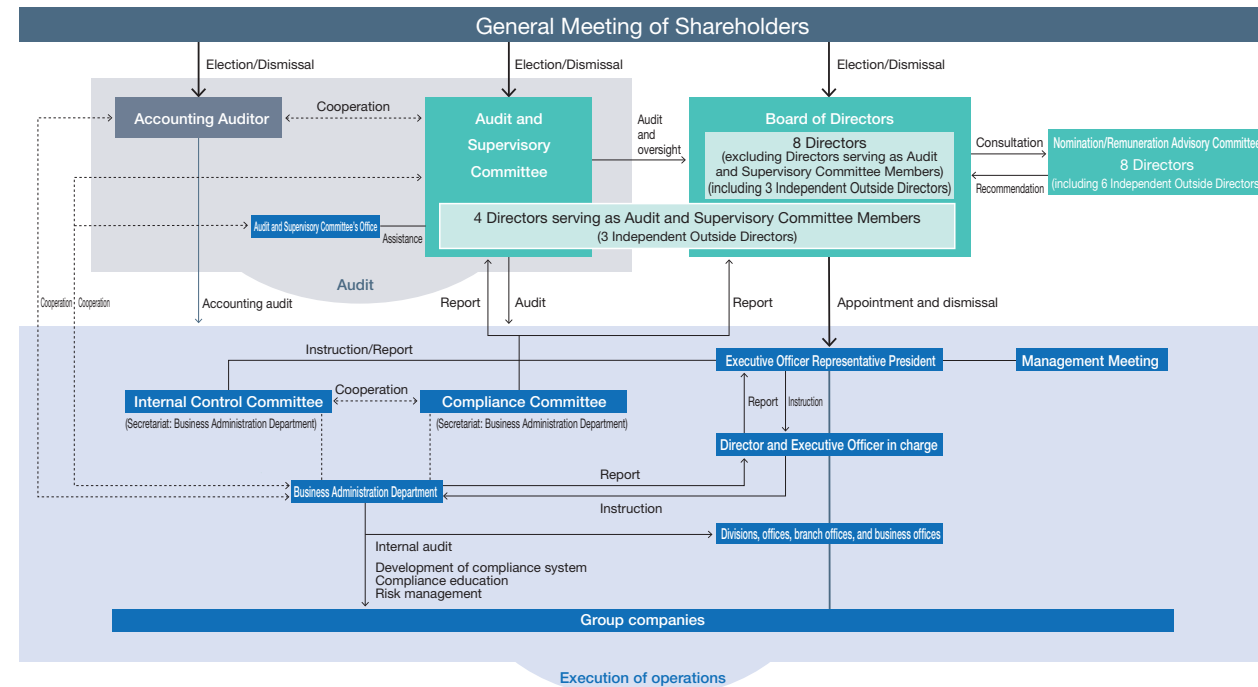 General Meeting of Shareholders
Election/Dismissal
Election/Dismissal
Election/Dismissal
Accounting Auditor
Cooperation
Audit and
Supervisory
Committee
Audit
and
oversight
Board of Directors
8 Directors
(excluding Directors serving as Audit
and Supervisory Committee Members)
(including 3 Independent Outside Directors)
Consultation
Recommendation
Nomination/Remuneration Advisory Committee
8 Directors
(including 6 Independent Outside Directors)
4 Directors serving as Audit and Supervisory Committee Members
(3 Independent Outside Directors)
Audit and Supervisory Committee's Office
Assistance
Audit
Cooperation
Cooperation
Accounting audit
Report
Audit
Report
Appointment and dismissal
Instruction/Report
Executive Officer Representative President
Management Meeting
Internal Control Committee
(Secretariat: Business Administration Department)
Cooperation
Compliance Committee
(Secretariat: Business Administration Department)
Report
Instruction
Director and Executive Officer in charge
Report
Business Administration Department
Instruction
Divisions, offices, branch offices, and business offices
Internal audit
Development of compliance system
Compliance education
Risk management
Group companies
Execution of operations